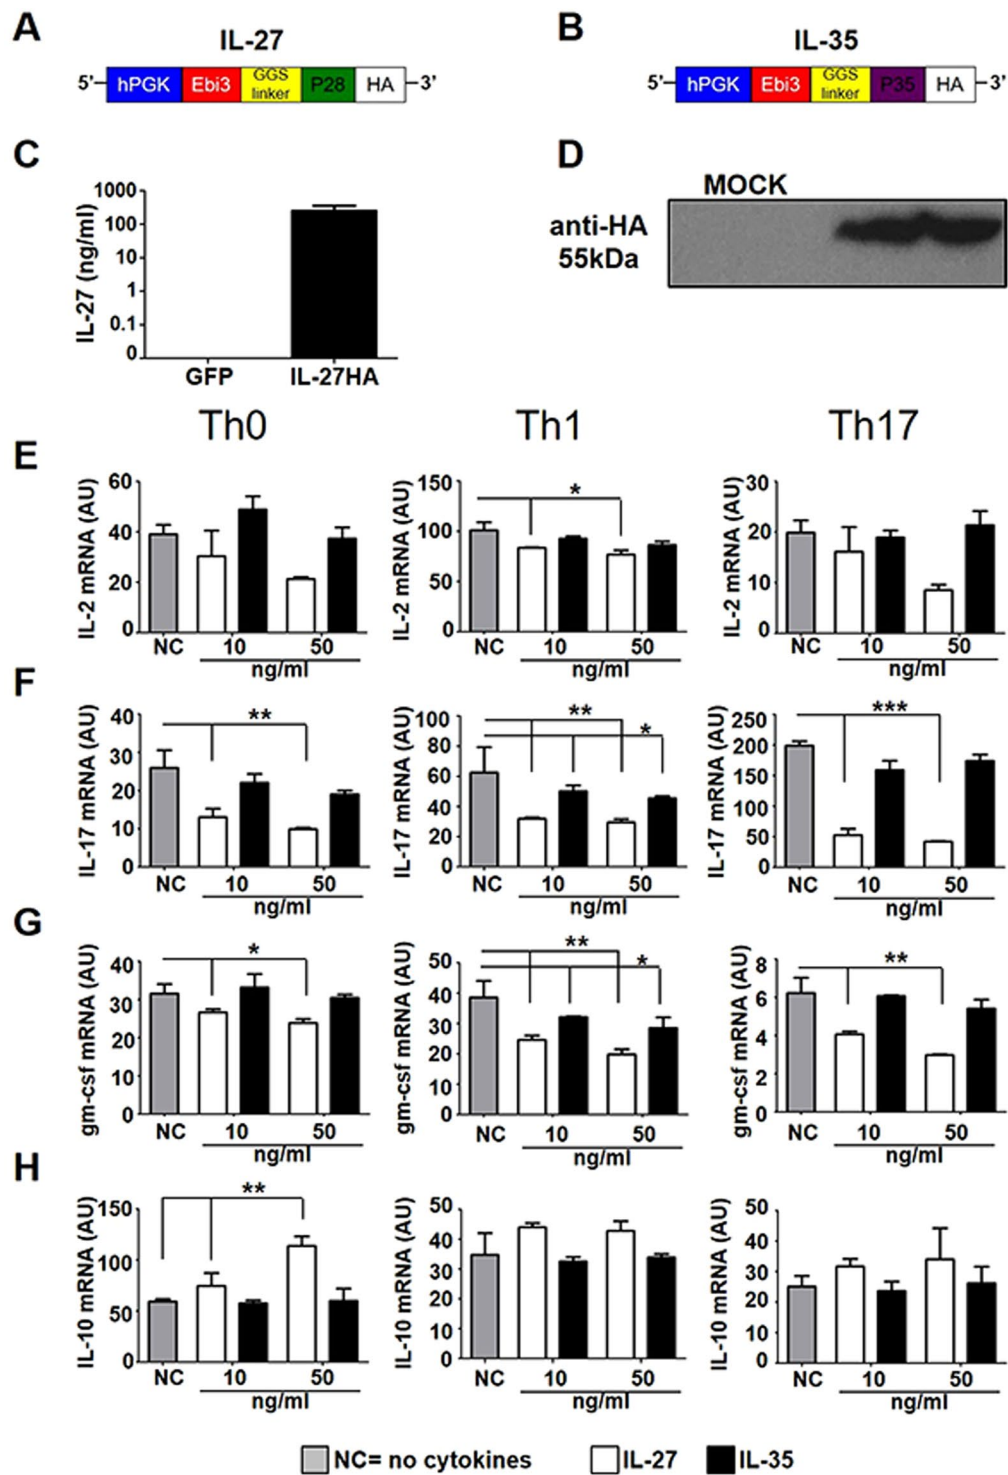 A
IL-27
5'
hPGK
Ebi3
GGS
linker
P28
HA
3'
B
IL-35
5'
hPGK
Ebi3
GGS
linker
P35
HA
3'
C
IL-27 (ng/ml)
1000
100
10
1
0.1
0
GFP
IL-27HA
D
MOCK
anti-HA
55kDa
Th0
Th1
Th17
E
IL-2 mRNA (AU)
60
40
20
0
NC
10
50
ng/ml
IL-2 mRNA (AU)
150
100
50
0
*
NC
10
50
ng/ml
IL-2 mRNA (AU)
30
20
10
0
NC
10
50
ng/ml
F
IL-17 mRNA (AU)
40
30
20
10
0
**
NC
10
50
ng/ml
IL-17 mRNA (AU)
100
80
60
40
20
0
**
*
NC
10
50
ng/ml
IL-17 mRNA (AU)
250
200
150
100
50
0
***
NC
10
50
ng/ml
G
gm-csf mRNA (AU)
40
30
20
10
0
*
NC
10
50
ng/ml
gm-csf mRNA (AU)
50
40
30
20
10
0
**
*
NC
10
50
ng/ml
gm-csf mRNA (AU)
8
6
4
2
0
**
NC
10
50
ng/ml
H
IL-10 mRNA (AU)
150
100
50
0
**
NC
10
50
ng/ml
IL-10 mRNA (AU)
50
40
30
20
10
0
NC
10
50
ng/ml
IL-10 mRNA (AU)
50
40
30
20
10
0
NC
10
50
ng/ml
NC= no cytokines
IL-27
IL-35